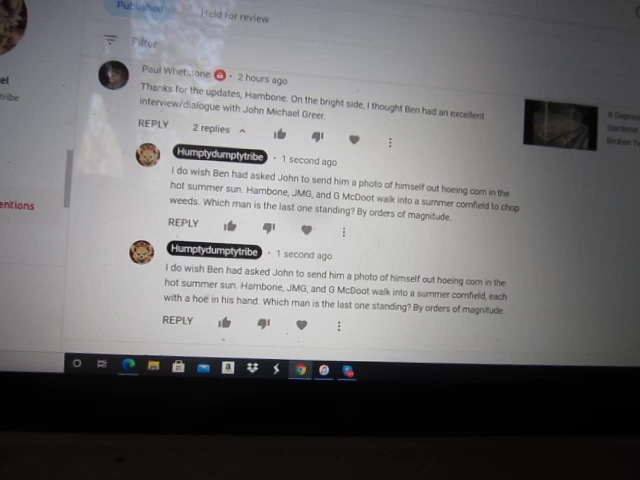 Published
Held for review
Filter
el
tribe
entions
Paul Whetstone · 2 hours ago
Thanks for the updates, Hambone. On the bright side, I thought Ben had an excellent
interview/dialogue with John Michael Greer.
REPLY 2 replies
Humptydumptytribe · 1 second ago
I do wish Ben had asked John to send him a photo of himself out hoeing corn in the
hot summer sun. Hambone, JMG, and G McDoot walk into a summer cornfield to chop
weeds. Which man is the last one standing? By orders of magnitude.
REPLY
Humptydumptytribe · 1 second ago
I do wish Ben had asked John to send him a photo of himself out hoeing corn in the
hot summer sun. Hambone, JMG, and G McDoot walk into a summer cornfield, each
with a hoe in his hand. Which man is the last one standing? By orders of magnitude.
REPLY
A Depres
Gardene
Broken
a